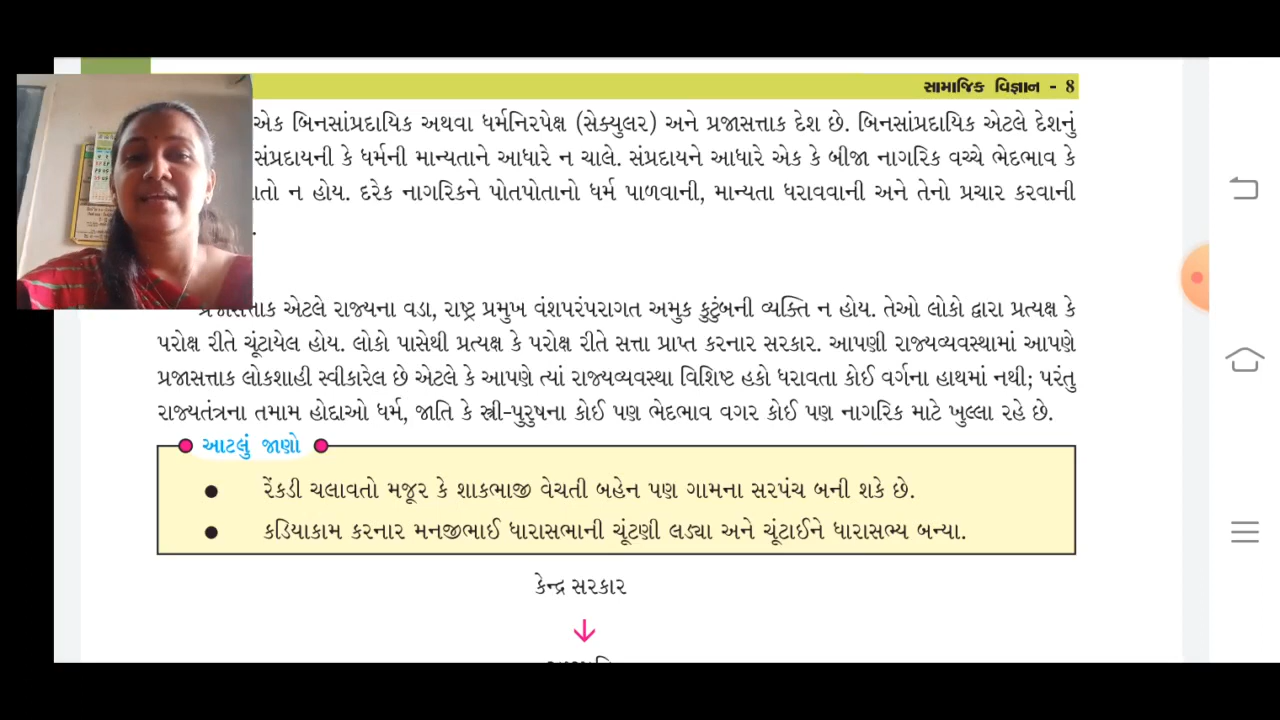 સામાજિક વિજ્ઞાન - 8
એક બિનસાંપ્રદાયિક અથવા ધર્મનિરપેક્ષ (સેક્યુલર) અને પ્રજાસત્તાક દેશ છે. બિનસાંપ્રદાયિક એટલે દેશનું
સંપ્રદાયની કે ધર્મની માન્યતાને આધારે ન ચાલે. સંપ્રદાયને આધારે એક કે બીજા નાગરિક વચ્ચે ભેદભાવ કે
ન હોય. દરેક નાગરિકને પોતપોતાનો ધર્મ પાળવાની, માન્યતા ધરાવવાની અને તેનો પ્રચાર કરવાની
પ્રજાસત્તાક એટલે રાજ્યના વડા, રાષ્ટ્ર પ્રમુખ વંશપરંપરાગત અમુક કુટુંબની વ્યક્તિ ન હોય. તેઓ લોકો દ્વારા પ્રત્યક્ષ કે
પરોક્ષ રીતે ચૂંટાયેલ હોય. લોકો પાસેથી પ્રત્યક્ષ કે પરોક્ષ રીતે સત્તા પ્રાપ્ત કરનાર સરકાર. આપણી રાજ્યવ્યવસ્થામાં આપણે
પ્રજાસત્તાક લોકશાહી સ્વીકારેલ છે એટલે કે આપણે ત્યાં રાજ્યવ્યવસ્થા વિશિષ્ટ હકો ધરાવતા કોઈ વર્ગના હાથમાં નથી; પરંતુ
રાજ્યતંત્રના તમામ હોદાઓ ધર્મ, જાતિ કે સ્ત્રી-પુરુષના કોઈ પણ ભેદભાવ વગર કોઈ પણ નાગરિક માટે ખુલ્લા રહે છે.
આટલું જાણો
● રેંકડી ચલાવતો મજૂર કે શાકભાજી વેચતી બહેન પણ ગામના સરપંચ બની શકે છે.
● કડિયાકામ કરનાર મનજીભાઈ ધારાસભાની ચૂંટણી લડ્યા અને ચૂંટાઈને ધારાસભ્ય બન્યા.
કેન્દ્ર સરકાર